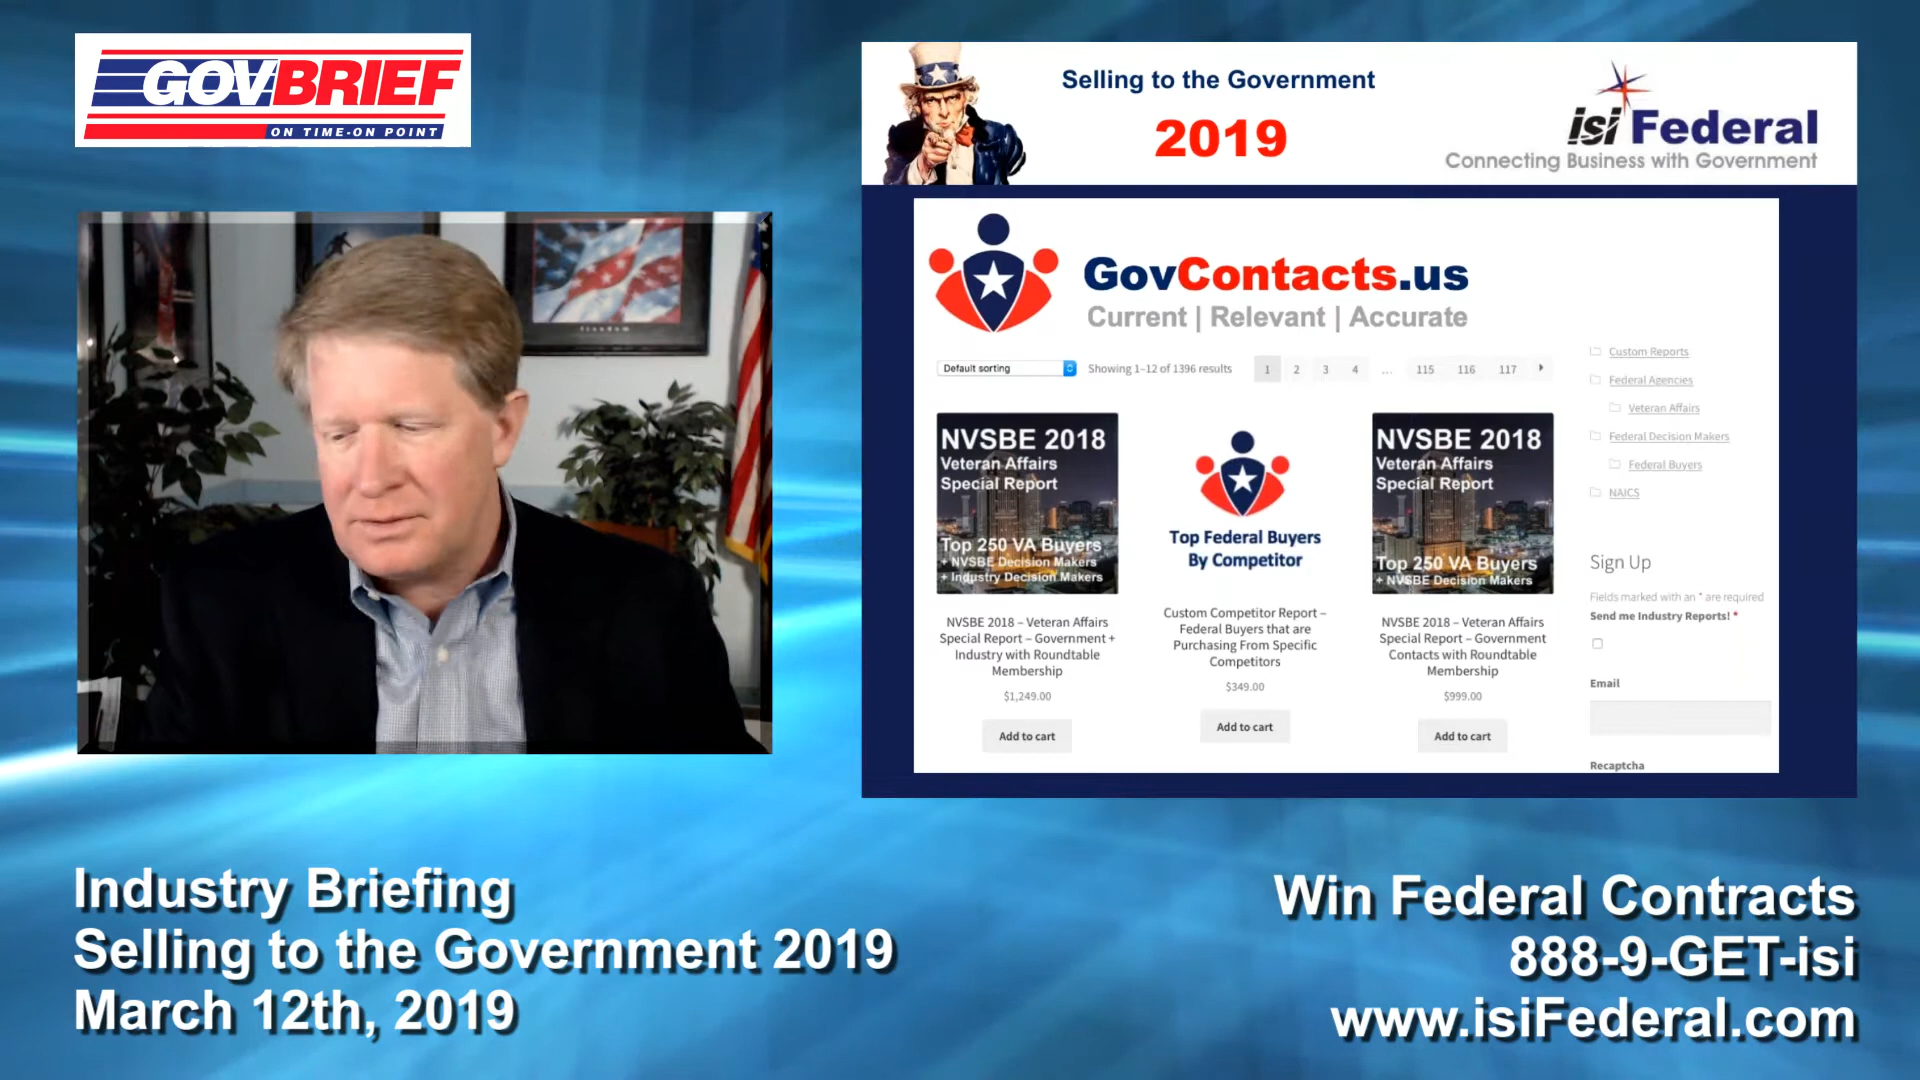 GOVBRIEF
ON TIME-ON POINT
freedom
Selling to the Government
2019
isi Federal
Connecting Business with Government
GovContacts.us
Current | Relevant | Accurate
Default sorting
Showing 1–12 of 1396 results
1 2 3 4 ... 115 116 117
NVSBE 2018
Veteran Affairs
Special Report
Top 250 VA Buyers
+ NVSBE Decision Makers
+ Industry Decision Makers
NVSBE 2018 – Veteran Affairs
Special Report – Government +
Industry with Roundtable
Membership
$1,249.00
Add to cart
Top Federal Buyers
By Competitor
Custom Competitor Report –
Federal Buyers that are
Purchasing From Specific
Competitors
$349.00
Add to cart
NVSBE 2018
Veteran Affairs
Special Report
Top 250 VA Buyers
+ NVSBE Decision Makers
NVSBE 2018 – Veteran Affairs
Special Report – Government
Contacts with Roundtable
Membership
$999.00
Add to cart
Custom Reports
Federal Agencies
Veteran Affairs
Federal Decision Makers
Federal Buyers
NAICS
Sign Up
Fields marked with an * are required
Send me Industry Reports! *
Email
Recaptcha
Industry Briefing
Selling to the Government 2019
March 12th, 2019
Win Federal Contracts
888-9-GET-isi
www.isiFederal.com